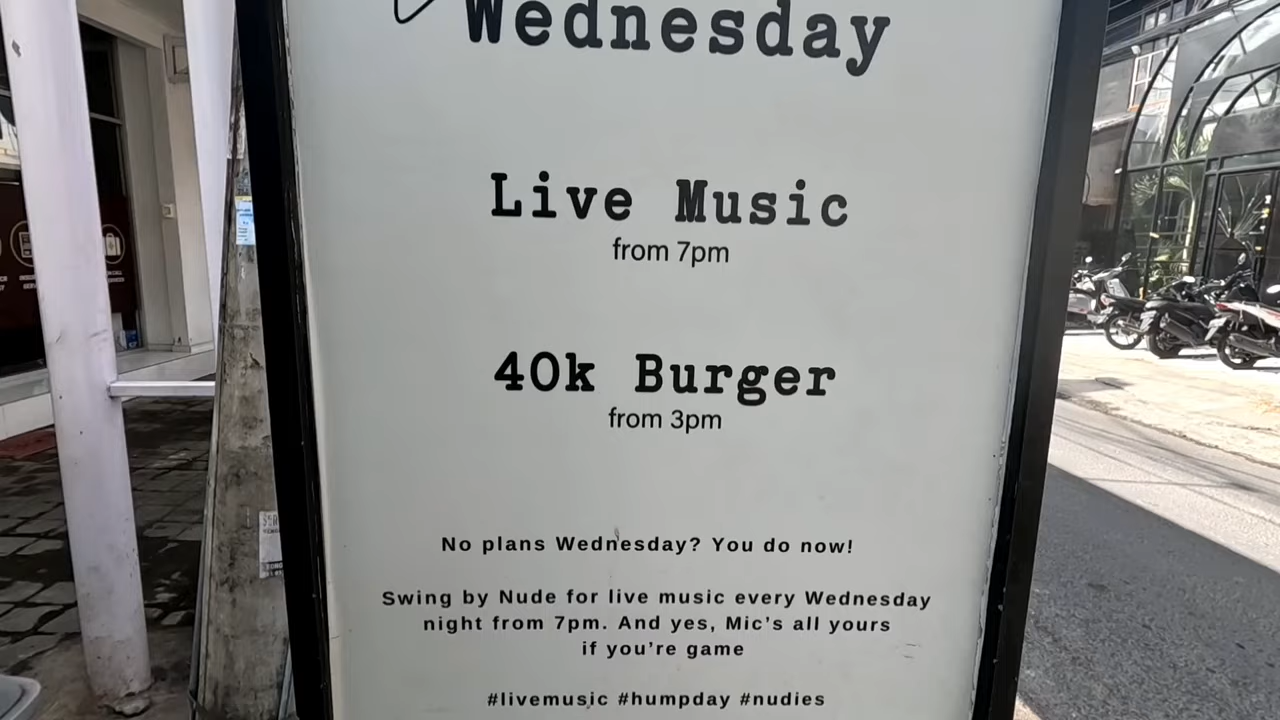 Wednesday
Live Music
from 7pm
40k Burger
from 3pm
No plans Wednesday? You do now!
Swing by Nude for live music every Wednesday
night from 7pm. And yes, Mic's all yours
if you're game
#livemusic #humpday #nudies